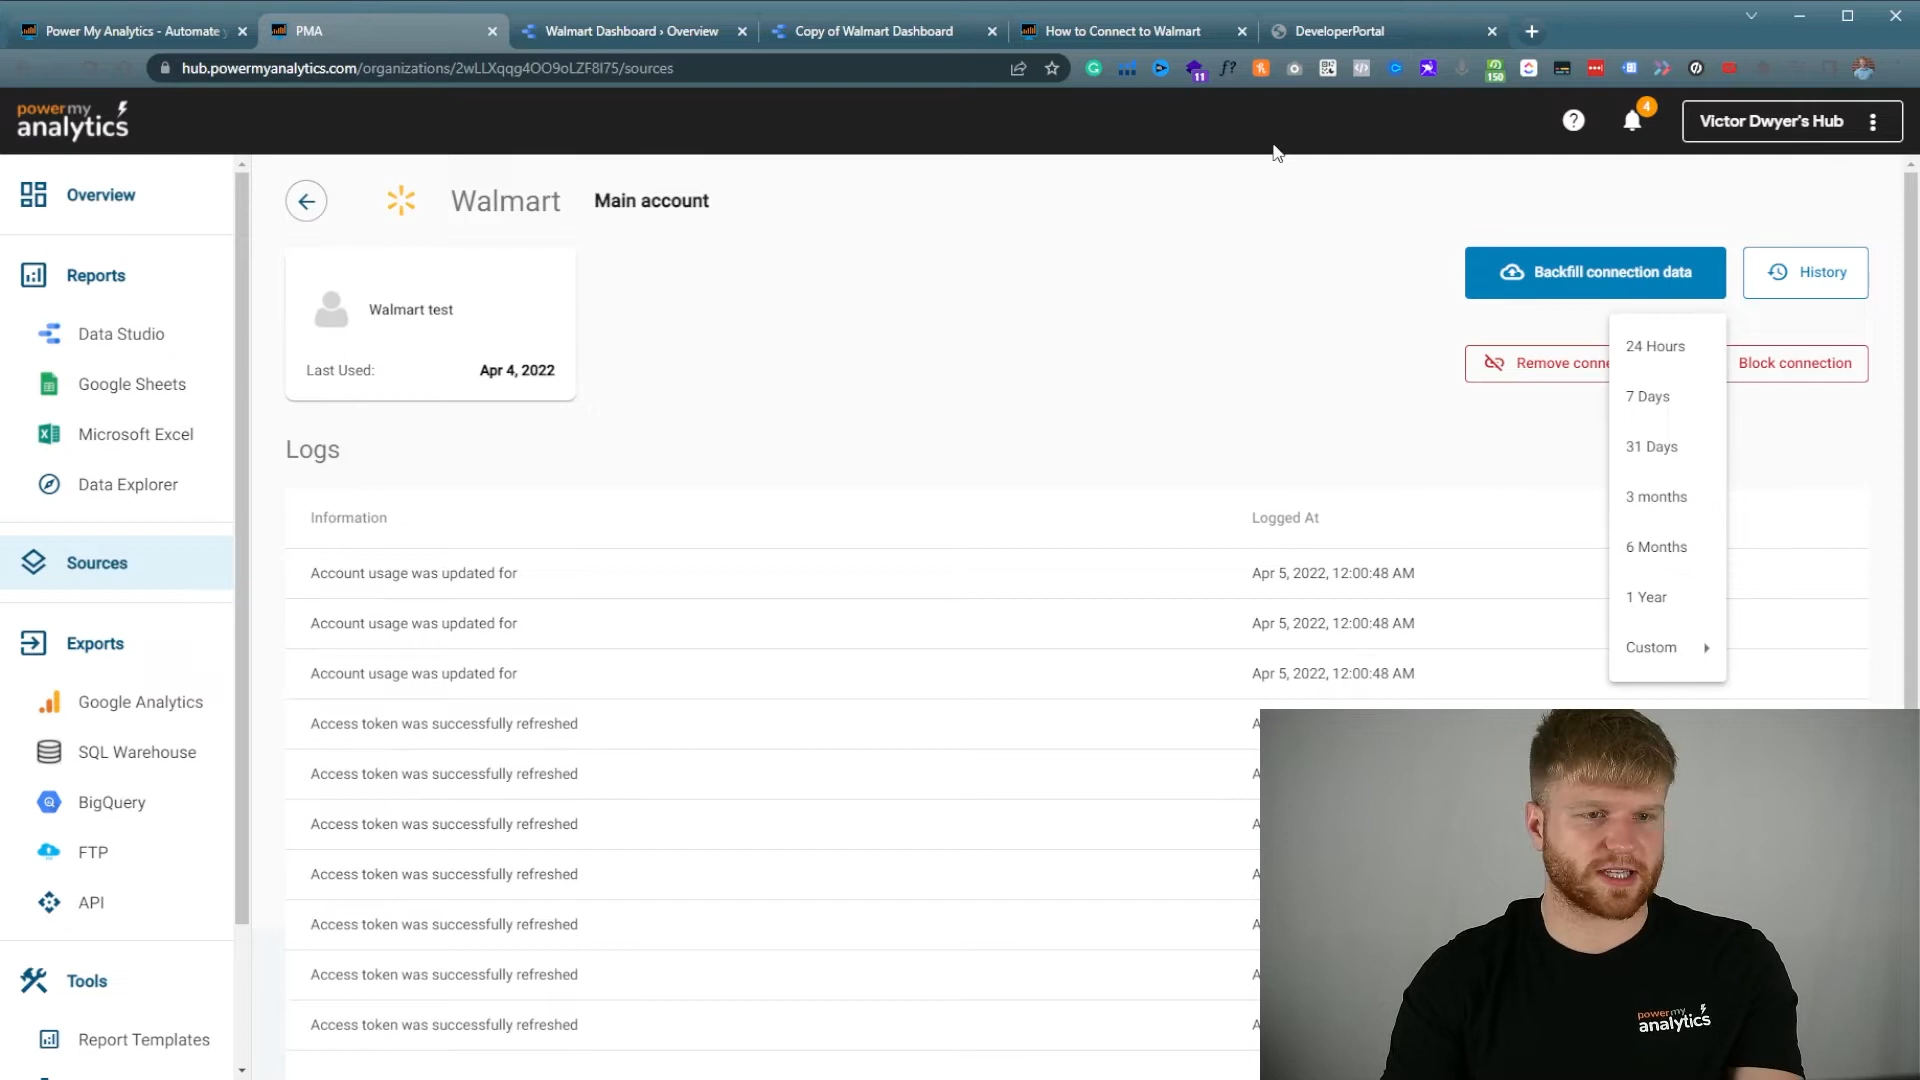 Power My Analytics - Automate y
PMA
Walmart Dashboard › Overview
Copy of Walmart Dashboard
How to Connect to Walmart
DeveloperPortal
hub.powermyanalytics.com/organizations/2wLLXqqg4OO9oLZF8I75/sources
11
f?
150
powermy
analytics
4
Victor Dwyer's Hub
Overview
Reports
Data Studio
Google Sheets
Microsoft Excel
Data Explorer
Sources
Exports
Google Analytics
SQL Warehouse
BigQuery
FTP
API
Tools
Report Templates
Walmart
Main account
Walmart test
Last Used:
Apr 4, 2022
Backfill connection data
History
Remove conne
Block connection
24 Hours
7 Days
31 Days
3 months
6 Months
1 Year
Custom
Logs
Information
Logged At
Account usage was updated for
Apr 5, 2022, 12:00:48 AM
Account usage was updated for
Apr 5, 2022, 12:00:48 AM
Account usage was updated for
Apr 5, 2022, 12:00:48 AM
Access token was successfully refreshed
A
Access token was successfully refreshed
A
Access token was successfully refreshed
A
Access token was successfully refreshed
A
Access token was successfully refreshed
A
Access token was successfully refreshed
A
Access token was successfully refreshed
A
powermy
analytics